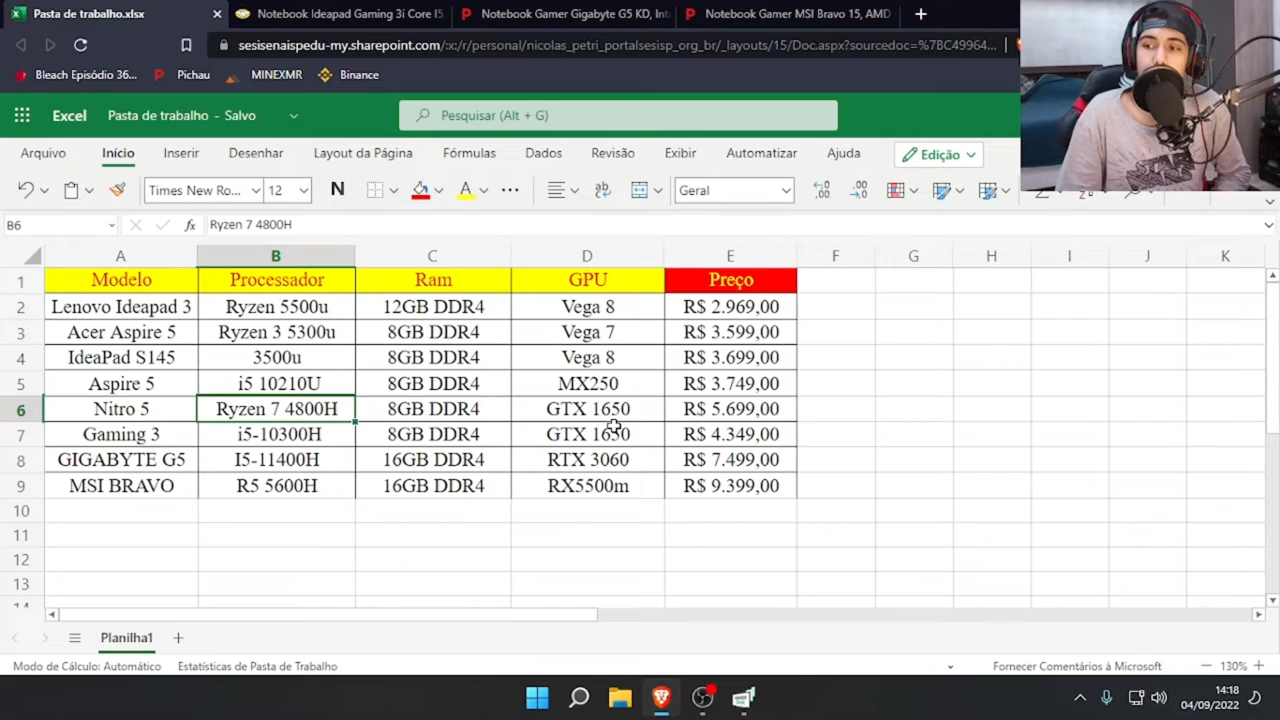 Pasta de trabalho.xlsx
Notebook Ideapad Gaming 3i Core I5
Notebook Gamer Gigabyte G5 KD, Inte
Notebook Gamer MSI Bravo 15, AMD
sesisenaispedu-my.sharepoint.com/:x:/r/personal/nicolas_petri_portalsesisp_org_br/_layouts/15/Doc.aspx?sourcedoc=%7BC49964...
Bleach Episódio 36... Pichau MINEXMR Binance
Excel Pasta de trabalho - Salvo Pesquisar (Alt + G)
Arquivo Início Inserir Desenhar Layout da Página Fórmulas Dados Revisão Exibir Automatizar Ajuda Edição
Times New Ro... 12 N A Geral
B6 fx Ryzen 7 4800H
A B C D E F G H I J K
1 Modelo Processador Ram GPU Preço
2 Lenovo Ideapad 3 Ryzen 5500u 12GB DDR4 Vega 8 R$ 2.969,00
3 Acer Aspire 5 Ryzen 3 5300u 8GB DDR4 Vega 7 R$ 3.599,00
4 IdeaPad S145 3500u 8GB DDR4 Vega 8 R$ 3.699,00
5 Aspire 5 i5 10210U 8GB DDR4 MX250 R$ 3.749,00
6 Nitro 5 Ryzen 7 4800H 8GB DDR4 GTX 1650 R$ 5.699,00
7 Gaming 3 i5-10300H 8GB DDR4 GTX 1650 R$ 4.349,00
8 GIGABYTE G5 I5-11400H 16GB DDR4 RTX 3060 R$ 7.499,00
9 MSI BRAVO R5 5600H 16GB DDR4 RX5500m R$ 9.399,00
10
11
12
13
14
Planilha1
Modo de Cálculo: Automático Estatísticas de Pasta de Trabalho Fornecer Comentários à Microsoft 130%
14:18
04/09/2022